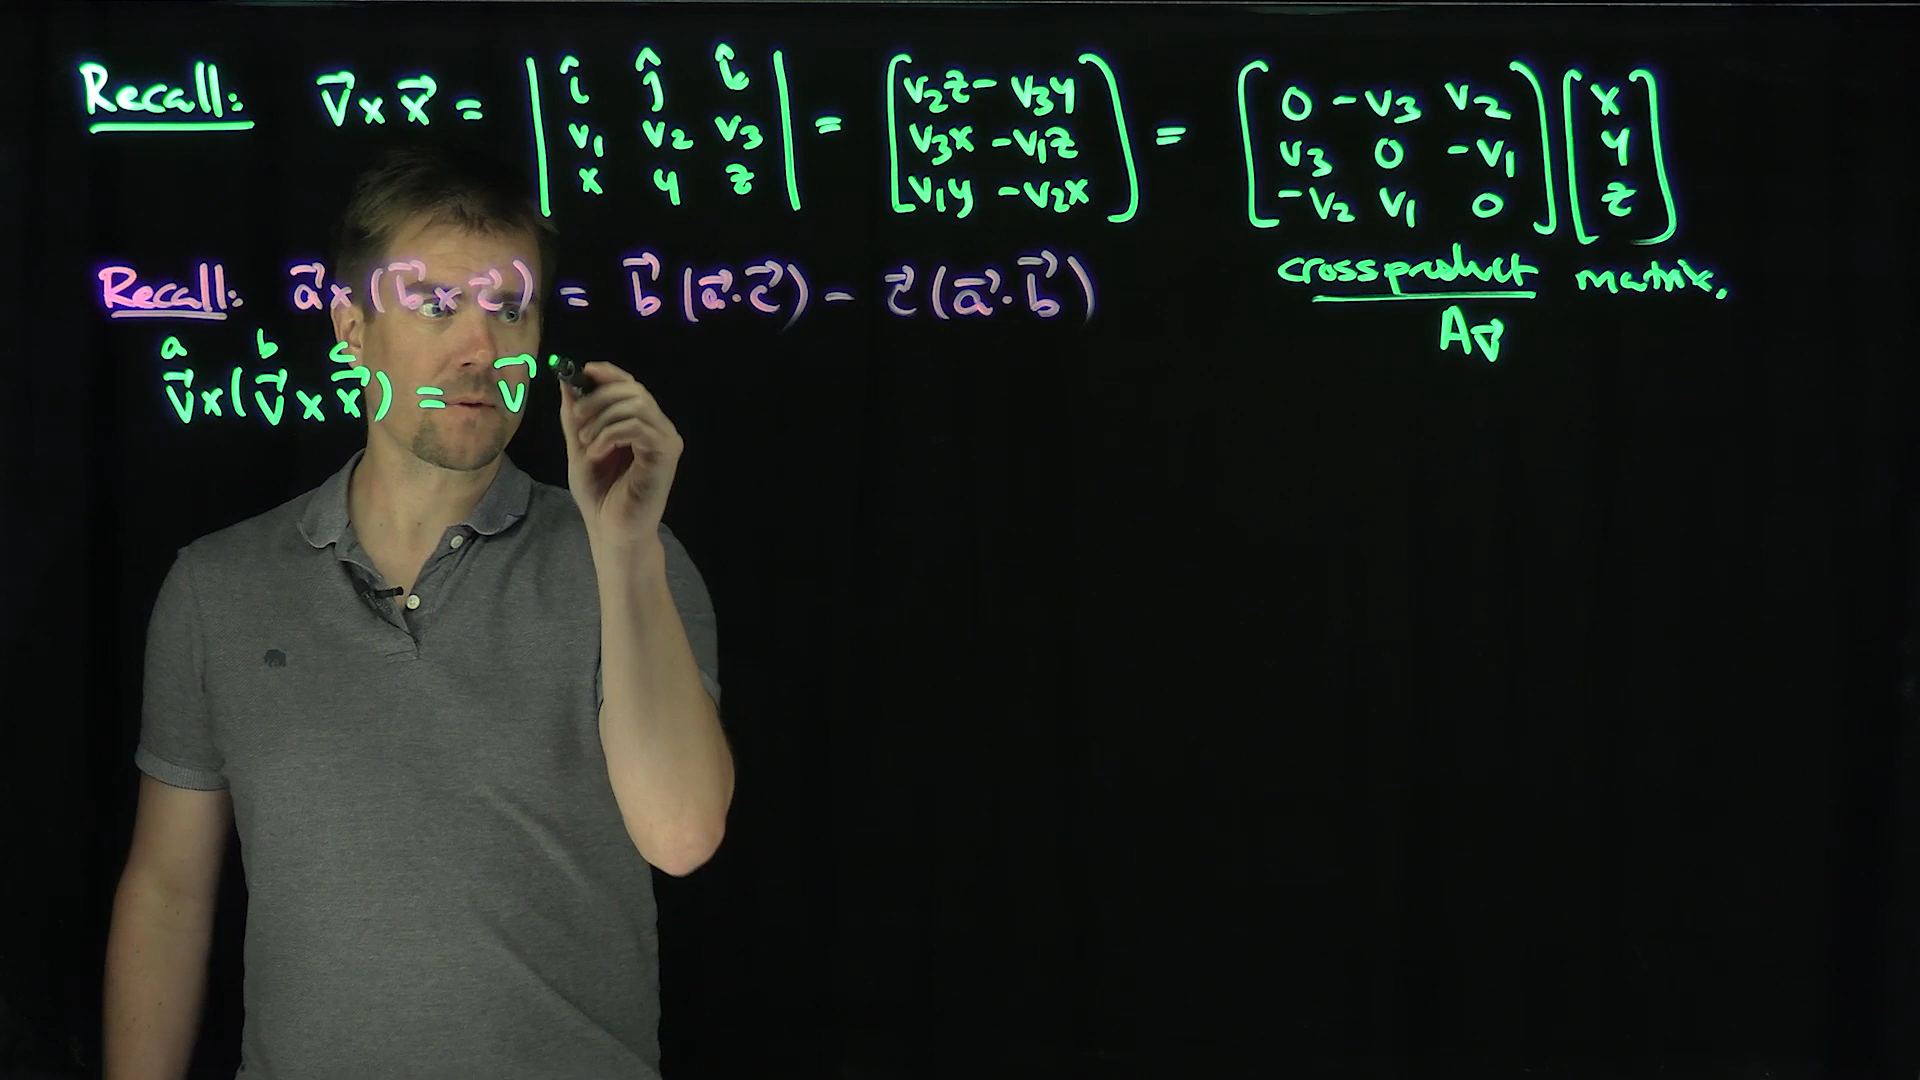 Recall: v⃗ × x⃗ = | î ĵ k̂ | = [ v₂z - v₃y ] = [ 0 -v₃ v₂ ] [ x ]
| v₁ v₂ v₃ | [ v₃x - v₁z ] [ v₃ 0 -v₁ ] [ y ]
| x y z | [ v₁y - v₂x ] [ -v₂ v₁ 0 ] [ z ]
crossproduct matrix.
A_v⃗
Recall: a⃗ × (b⃗ × c⃗) = b⃗ (a⃗ · c⃗) - c⃗ (a⃗ · b⃗)
a b c
v⃗ × (v⃗ × x⃗) = v⃗